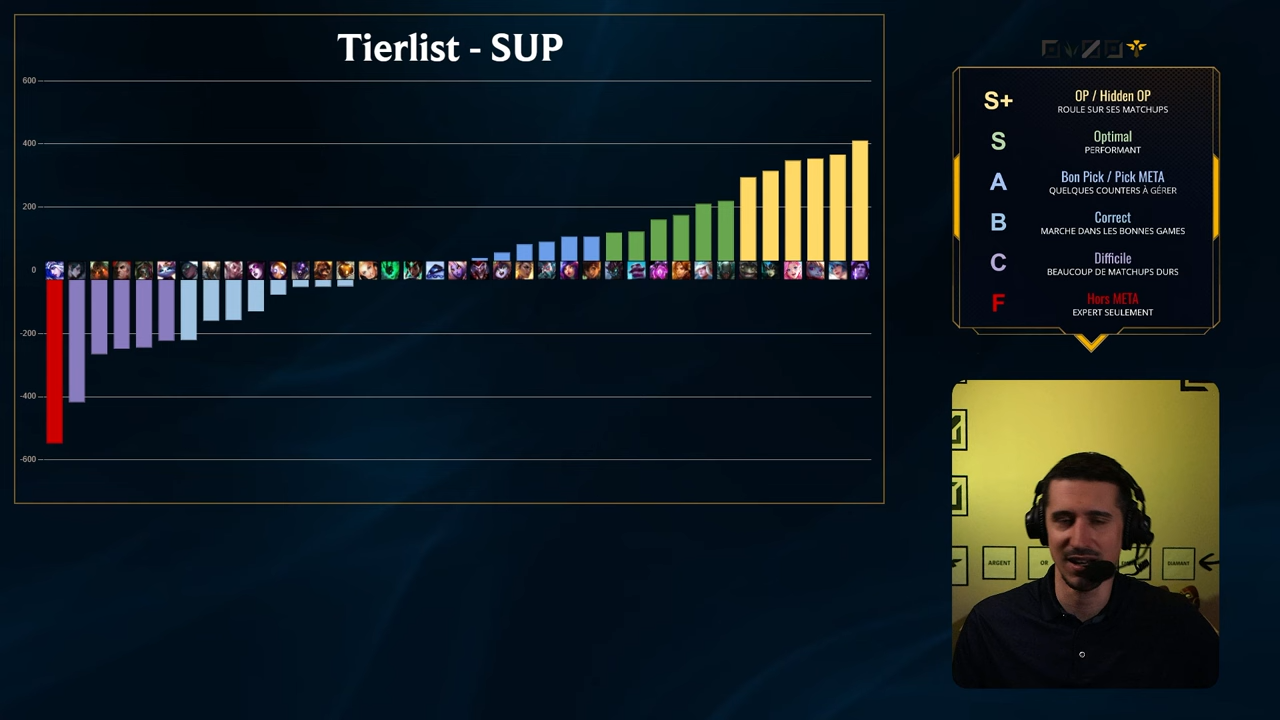 Tierlist - SUP
600
400
200
0
-200
-400
-600
S+
OP / Hidden OP
ROULE SUR SES MATCHUPS
S
Optimal
PERFORMANT
A
Bon Pick / Pick META
QUELQUES COUNTERS À GÉRER
B
Correct
MARCHE DANS LES BONNES GAMES
C
Difficile
BEAUCOUP DE MATCHUPS DURS
F
Hors META
EXPERT SEULEMENT
ARGENT
OR
DIAMANT